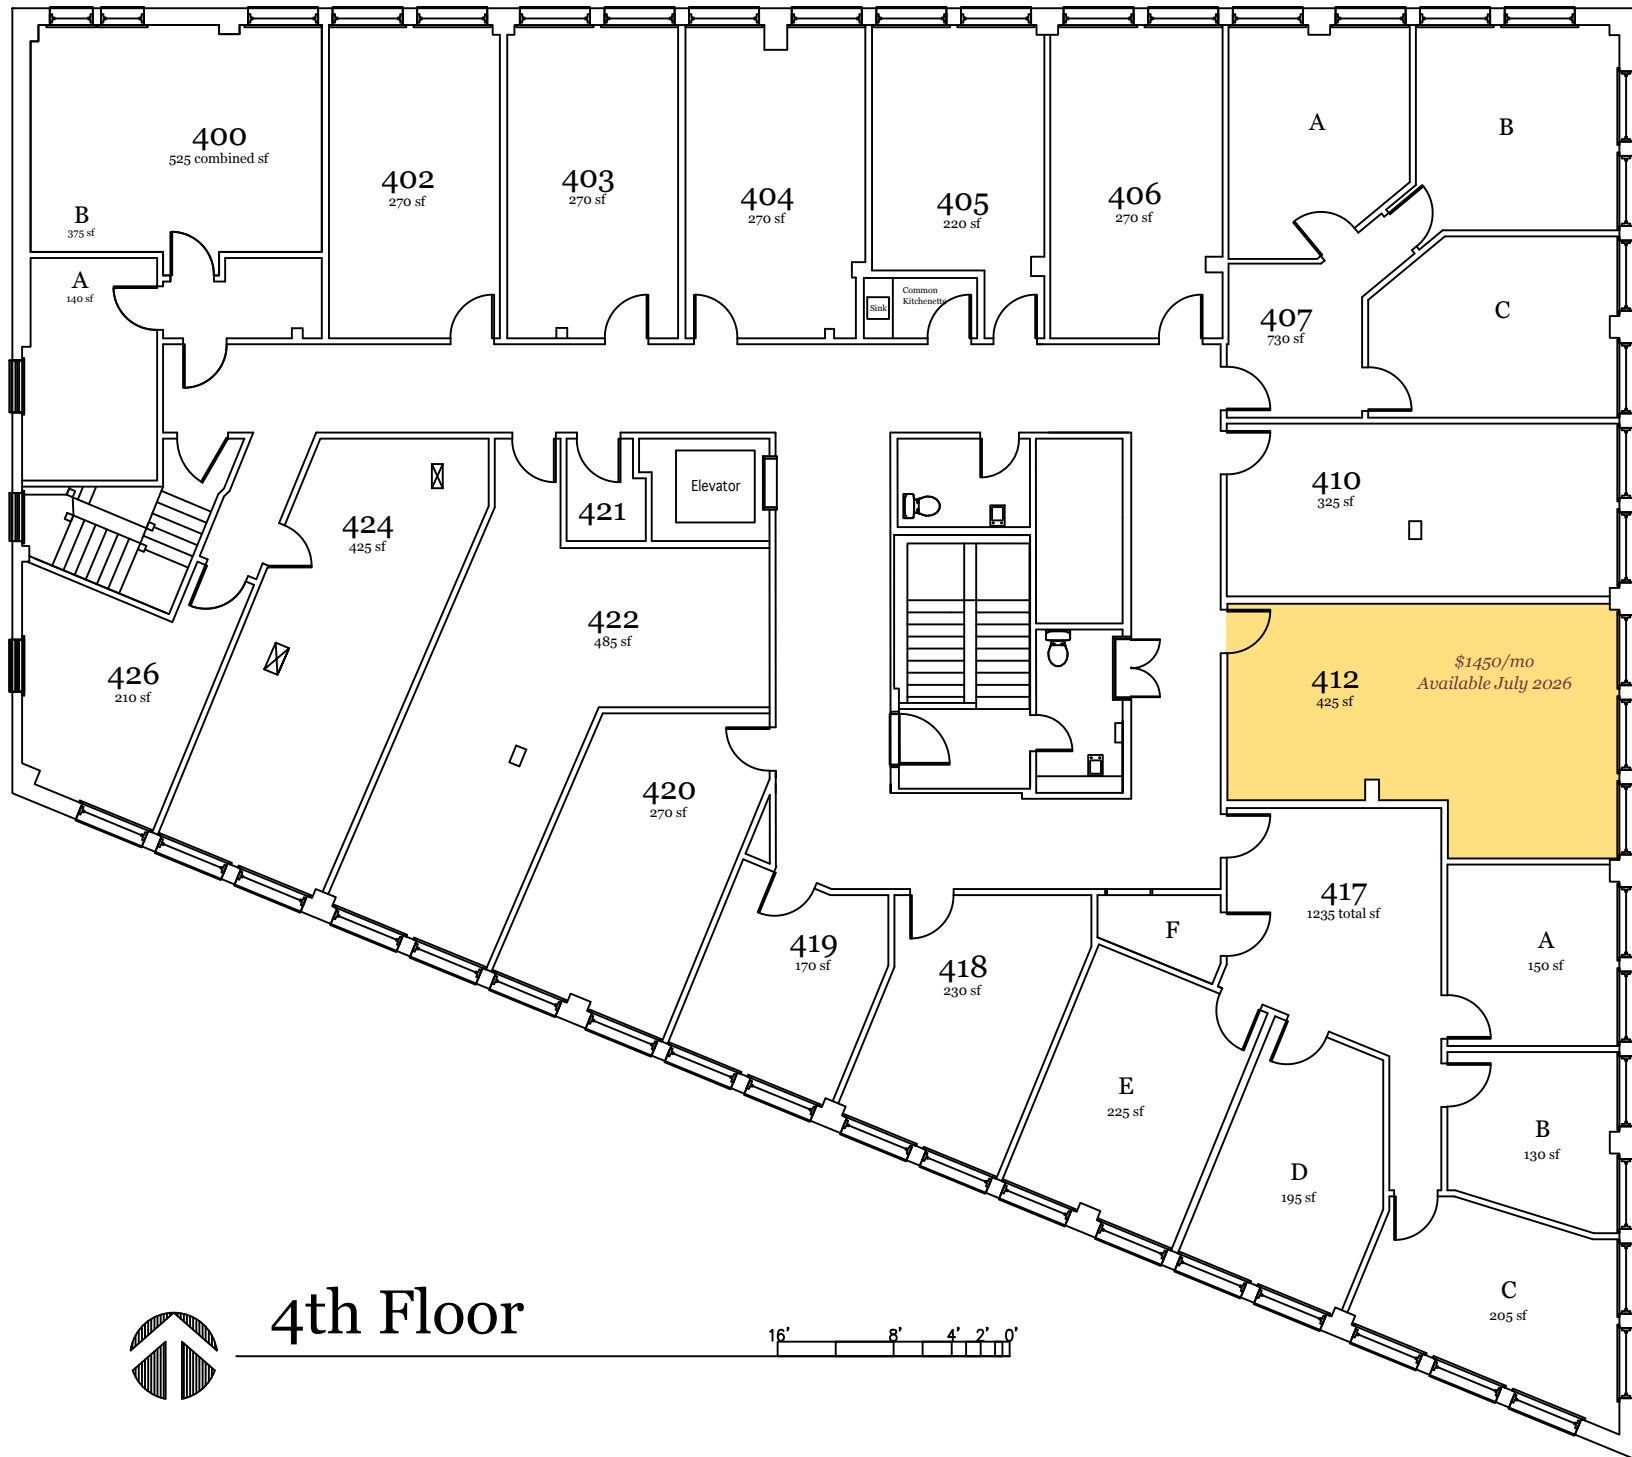 400
525 combined sf
B
375 sf
A
140 sf
402
270 sf
403
270 sf
404
270 sf
405
220 sf
Common
Kitchenette
Sink
406
270 sf
407
730 sf
A
B
C
410
325 sf
412
425 sf
$1450/mo
Available July 2026
417
1235 total sf
A
150 sf
B
130 sf
C
205 sf
D
195 sf
E
225 sf
F
418
230 sf
419
170 sf
420
270 sf
421
Elevator
422
485 sf
424
425 sf
426
210 sf
4th Floor
16' 8' 4' 2' 0'